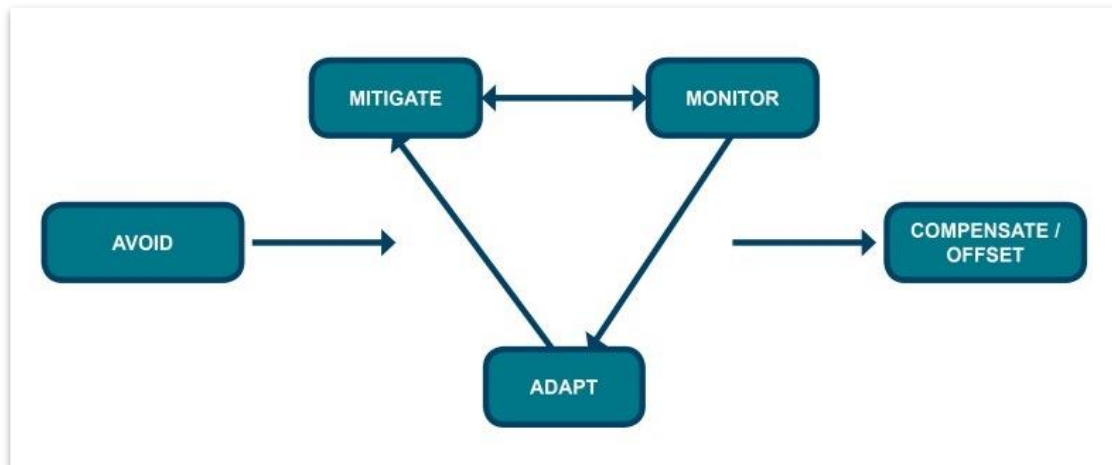 MITIGATE
MONITOR
AVOID
COMPENSATE /
OFFSET
ADAPT